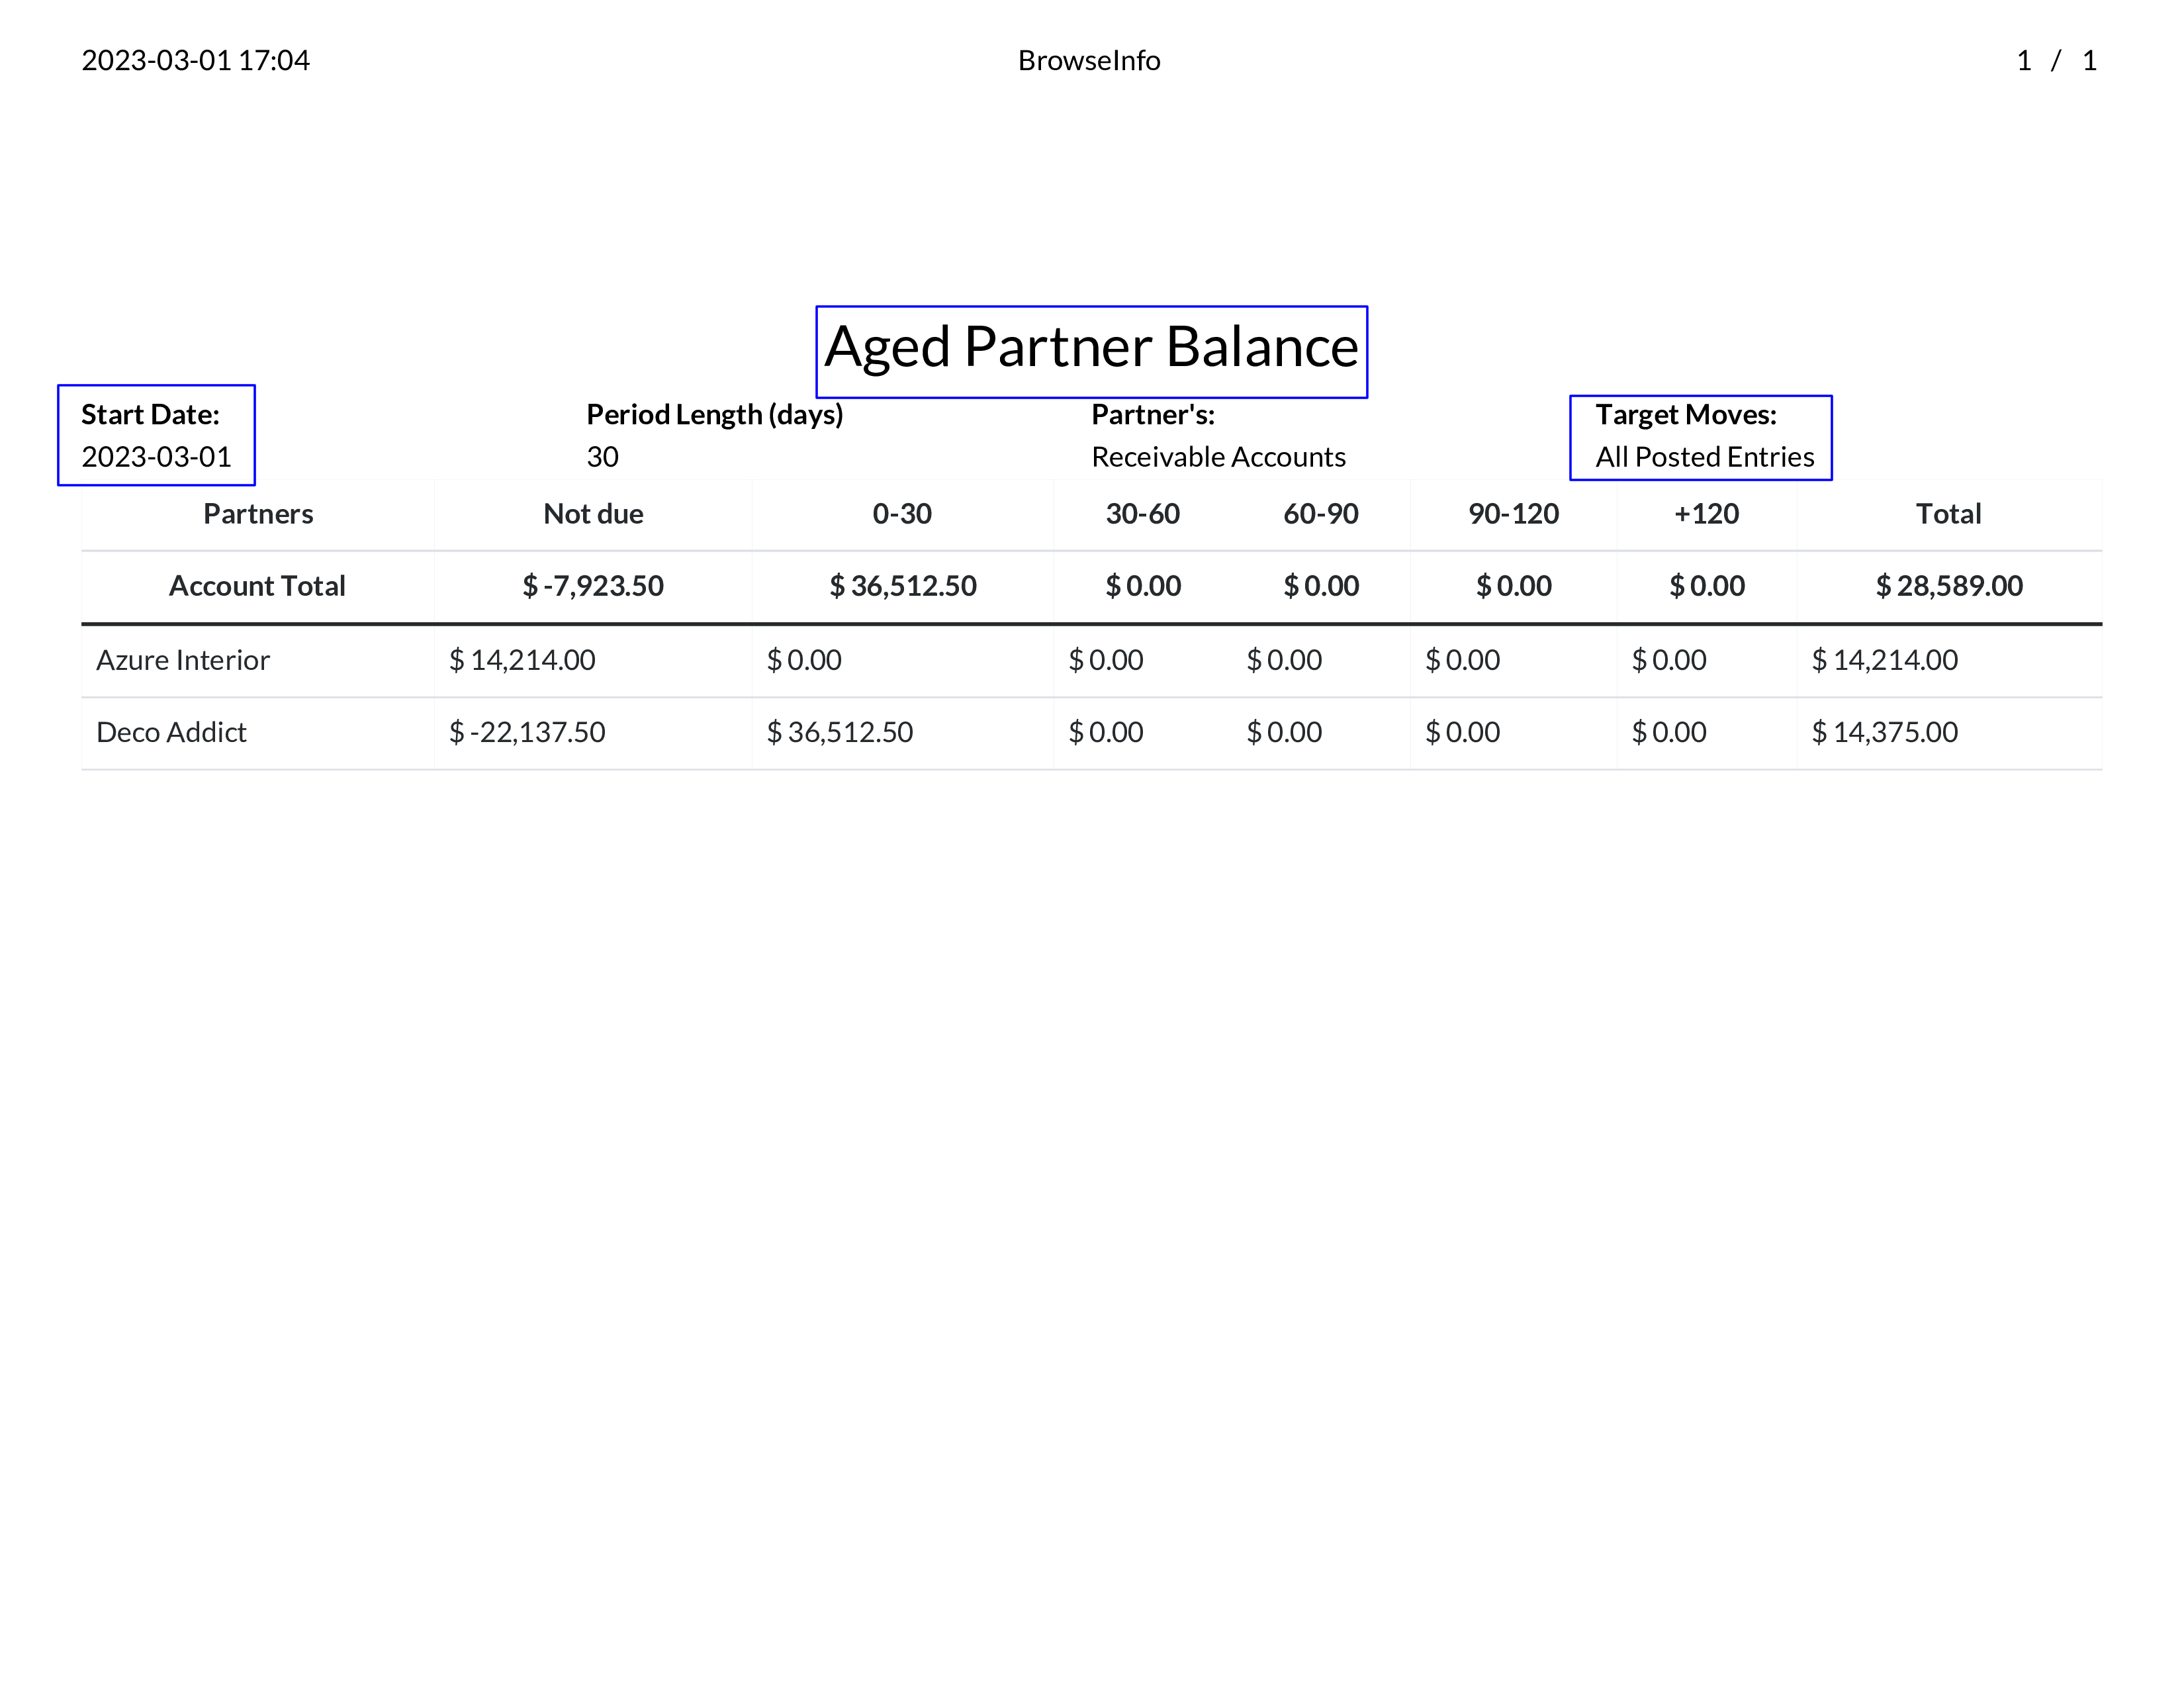 2023-03-01 17:04 BrowseInfo 1 / 1
Aged Partner Balance
Start Date: Period Length (days) Partner's: Target Moves:
2023-03-01 30 Receivable Accounts All Posted Entries
Partners Not due 0-30 30-60 60-90 90-120 +120 Total
Account Total $ -7,923.50 $ 36,512.50 $ 0.00 $ 0.00 $ 0.00 $ 0.00 $ 28,589.00
Azure Interior $ 14,214.00 $ 0.00 $ 0.00 $ 0.00 $ 0.00 $ 0.00 $ 14,214.00
Deco Addict $ -22,137.50 $ 36,512.50 $ 0.00 $ 0.00 $ 0.00 $ 0.00 $ 14,375.00